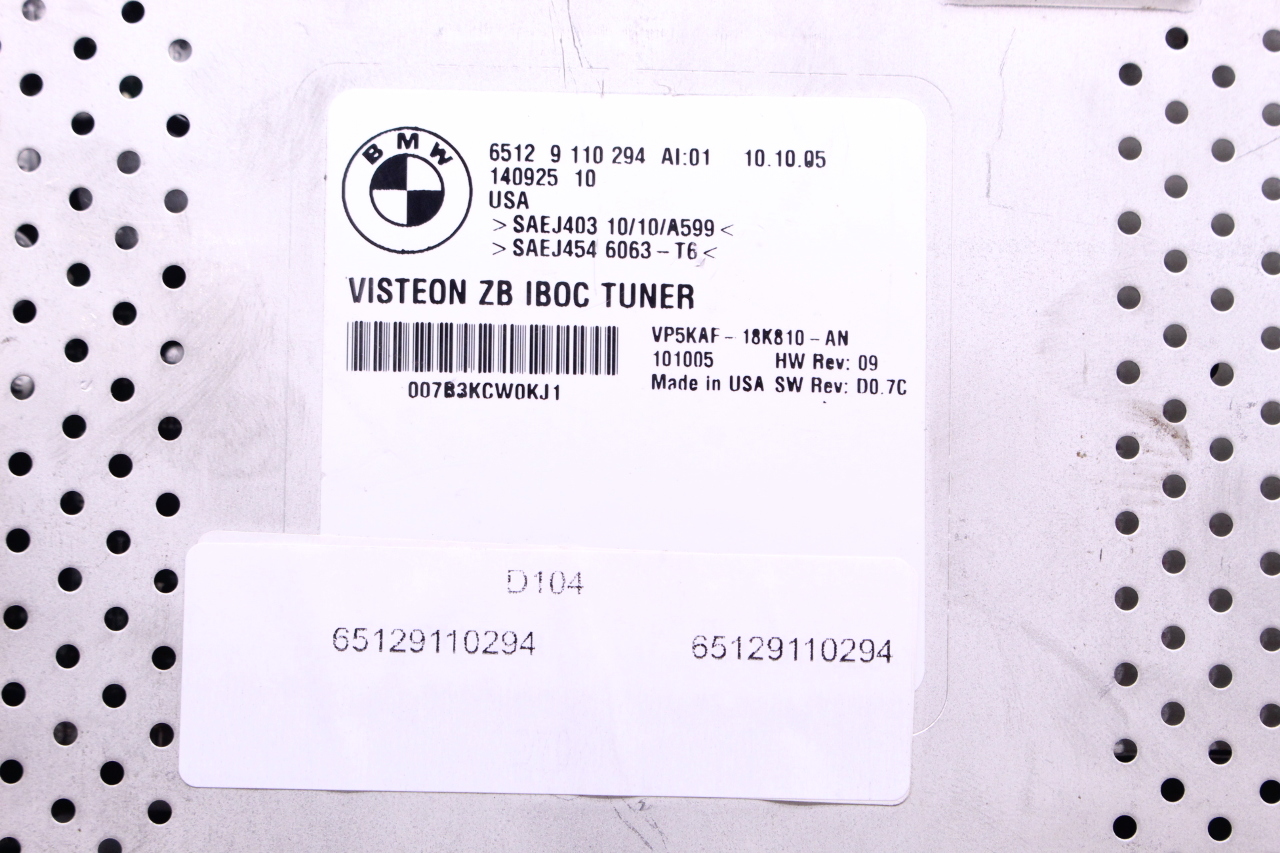 BMW
6512 9 110 294 AI:01 10.10.05
140925 10
USA
>SAEJ403 10/10/A599<
>SAEJ454 6063-T6<
VISTEON ZB IBOC TUNER
VP5KAF-18K810-AN
101005 HW Rev: 09
Made in USA SW Rev: D0.7C
007B3KCW0KJ1
D104
65129110294 65129110294